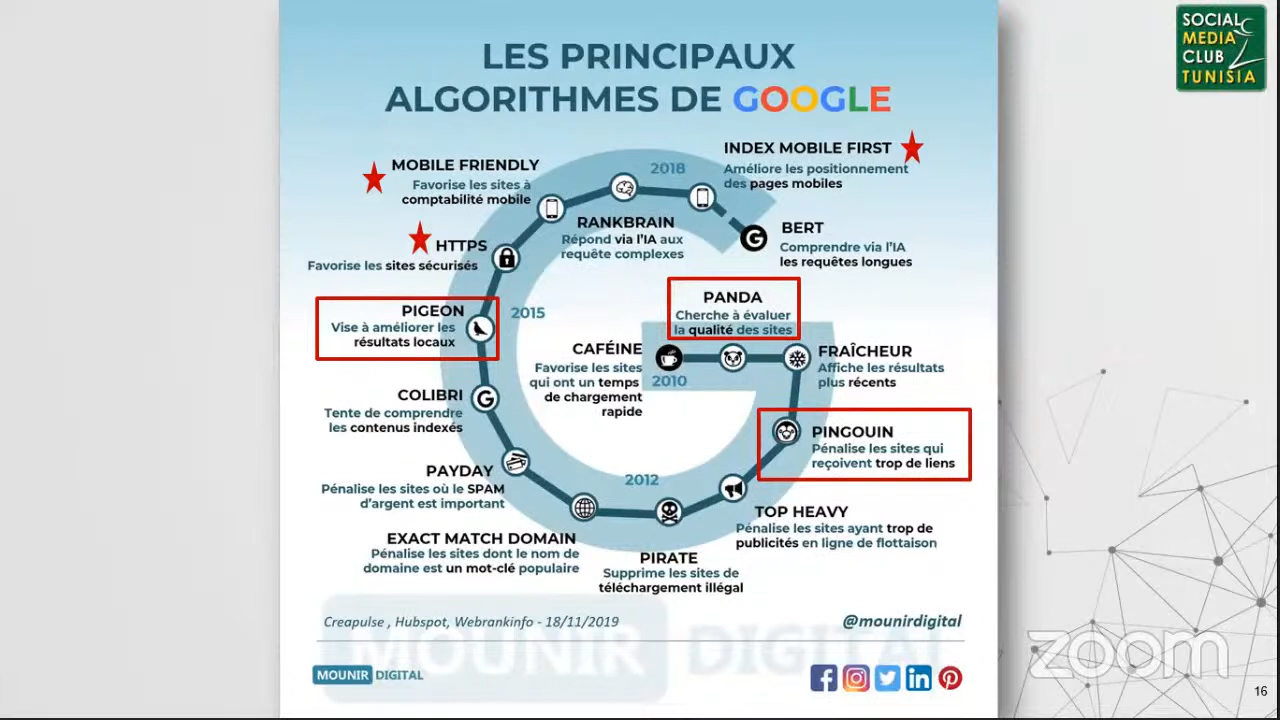 SOCIAL
MEDIA
CLUB
TUNISIA
LES PRINCIPAUX
ALGORITHMES DE GOOGLE
MOBILE FRIENDLY
Favorise les sites à
comptabilité mobile
2018
INDEX MOBILE FIRST
Améliore les positionnement
des pages mobiles
RANKBRAIN
Répond via l'IA aux
requête complexes
BERT
Comprendre via l'IA
les requêtes longues
HTTPS
Favorise les sites sécurisés
PIGEON
Vise à améliorer les
résultats locaux
2015
PANDA
Cherche à évaluer
la qualité des sites
CAFÉINE
Favorise les sites
qui ont un temps
de chargement
rapide
2010
FRAÎCHEUR
Affiche les résultats
plus récents
COLIBRI
Tente de comprendre
les contenus indexés
PINGOUIN
Pénalise les sites qui
reçoivent trop de liens
PAYDAY
Pénalise les sites où le SPAM
d'argent est important
2012
TOP HEAVY
Pénalise les sites ayant trop de
publicités en ligne de flottaison
EXACT MATCH DOMAIN
Pénalise les sites dont le nom de
domaine est un mot-clé populaire
PIRATE
Supprime les sites de
téléchargement illégal
Creapulse , Hubspot, Webrankinfo - 18/11/2019
@mounirdigital
MOUNIR DIGITAL
MOUNIR DIGITAL
zoom
16